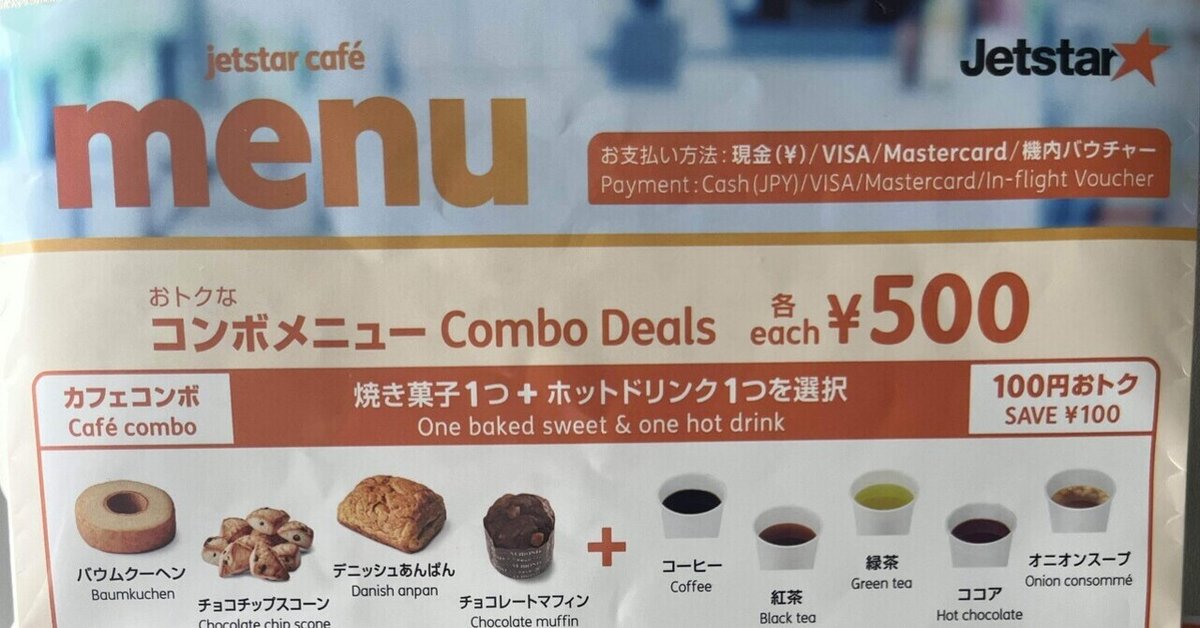 jetstar café
menu
Jetstar
お支払い方法:現金(¥)/VISA/Mastercard/機内バウチャー
Payment:Cash(JPY)/VISA/Mastercard/In-flight Voucher
おトクな
コンボメニュー Combo Deals 各 each ¥500
カフェコンボ
Café combo
焼き菓子1つ+ホットドリンク1つを選択
One baked sweet & one hot drink
100円おトク
SAVE ¥100
バウムクーヘン
Baumkuchen
チョコチップスコーン
Chocolate chip scone
デニッシュあんぱん
Danish anpan
チョコレートマフィン
Chocolate muffin
+
コーヒー
Coffee
紅茶
Black tea
緑茶
Green tea
ココア
Hot chocolate
オニオンスープ
Onion consommé